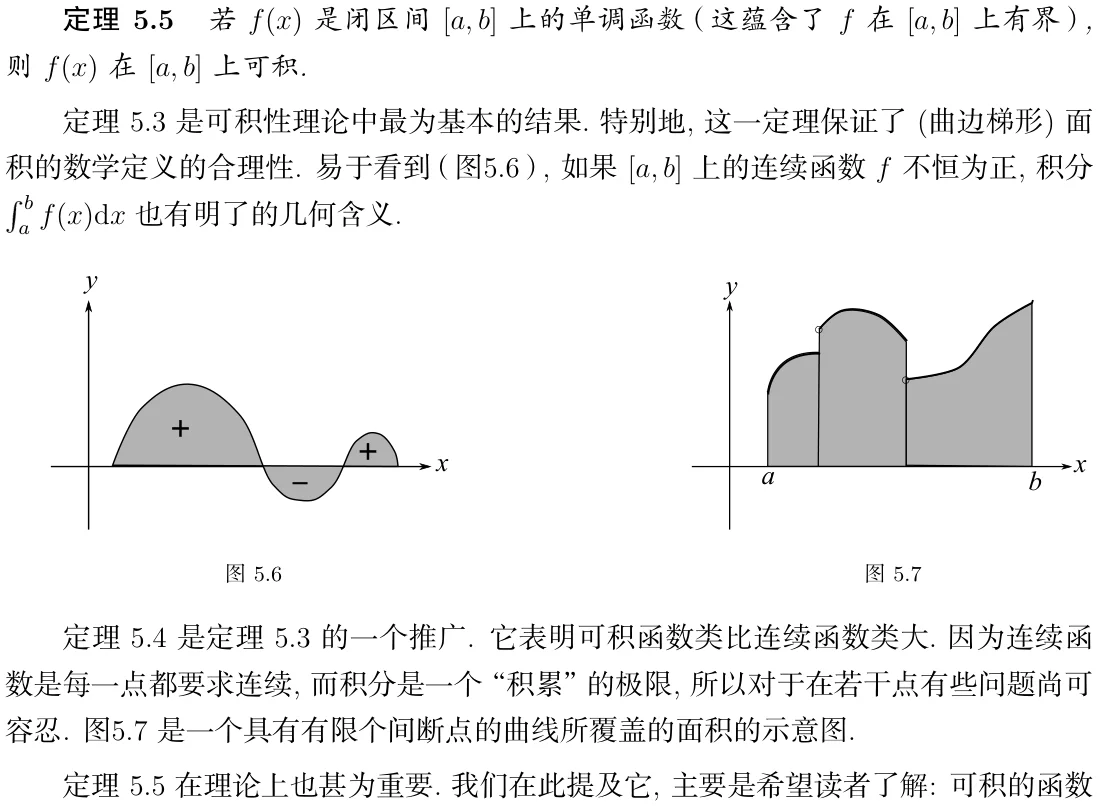 定理 5.5 若 f(x) 是闭区间 [a, b] 上的单调函数 (这蕴含了 f 在 [a, b] 上有界),
则 f(x) 在 [a, b] 上可积.
定理 5.3 是可积性理论中最为基本的结果. 特别地, 这一定理保证了 (曲边梯形) 面
积的数学定义的合理性. 易于看到 (图5.6), 如果 [a, b] 上的连续函数 f 不恒为正, 积分
∫_a^b f(x)dx 也有明了的几何含义.
y
+
−
+
x
图 5.6
y
a
b
x
图 5.7
定理 5.4 是定理 5.3 的一个推广. 它表明可积函数类比连续函数类大. 因为连续函
数是每一点都要求连续, 而积分是一个 “积累” 的极限, 所以对于在若干点有些问题尚可
容忍. 图5.7 是一个具有有限个间断点的曲线所覆盖的面积的示意图.
定理 5.5 在理论上也甚为重要. 我们在此提及它, 主要是希望读者了解: 可积的函数